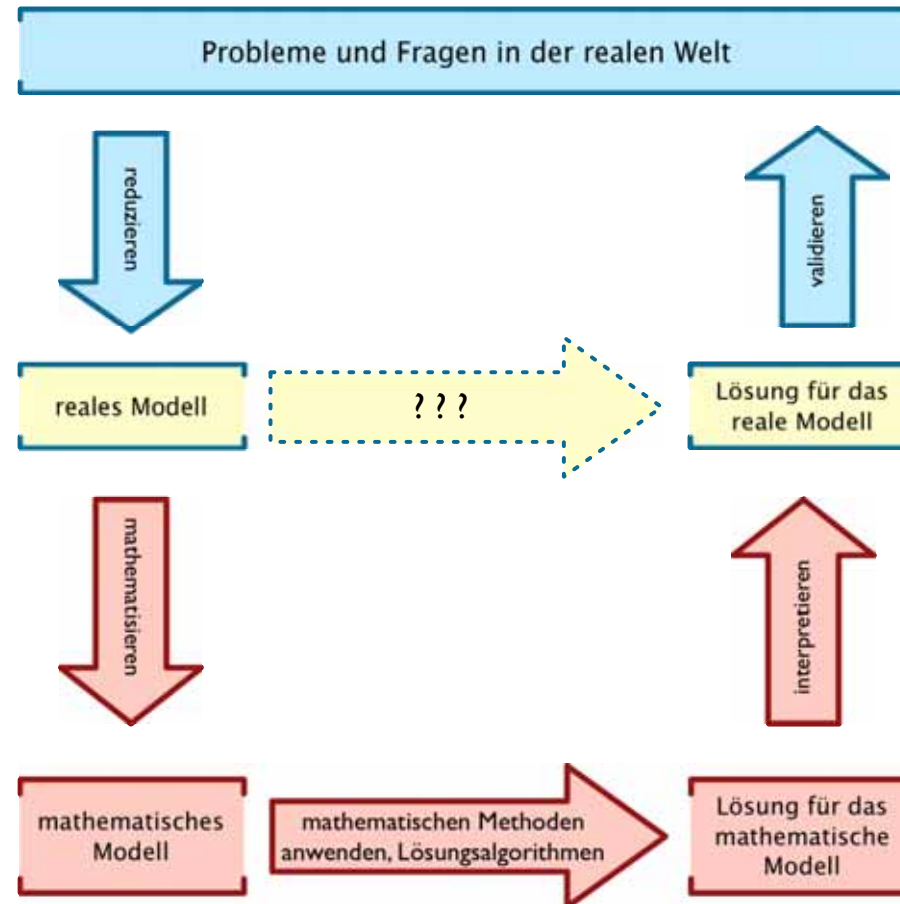 Probleme und Fragen in der realen Welt
reduzieren
validieren
reales Modell
? ? ?
Lösung für das
reale Modell
mathematisieren
interpretieren
mathematisches
Modell
mathematischen Methoden
anwenden, Lösungsalgorithmen
Lösung für das
mathematische
Modell